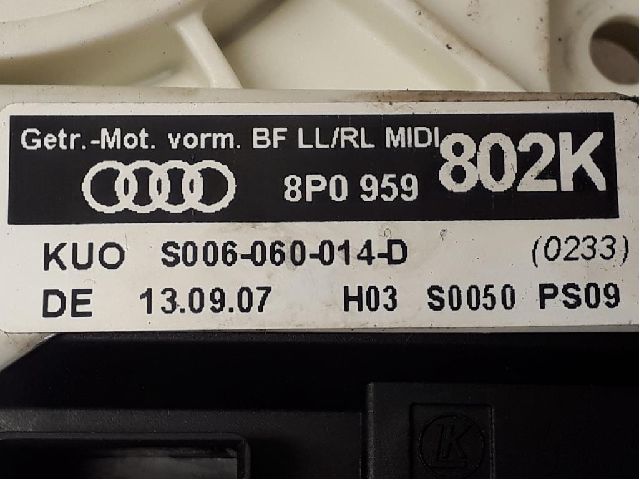 Getr.-Mot. vorm. BF LL/RL MIDI
8P0 959 802K
KUO S006-060-014-D (0233)
DE 13.09.07 H03 S0050 PS09
LK